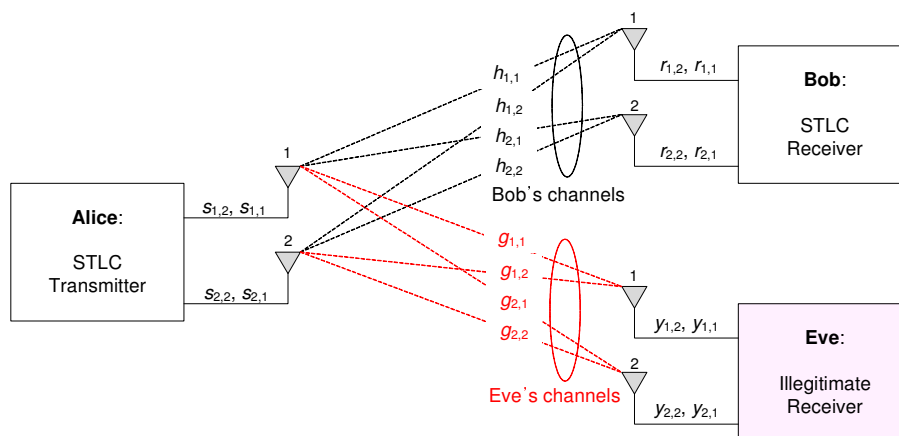 Alice:
STLC
Transmitter
s1,2, s1,1
s2,2, s2,1
1
2
h1,1
h1,2
h2,1
h2,2
Bob's channels
g1,1
g1,2
g2,1
g2,2
Eve's channels
1
2
r1,2, r1,1
r2,2, r2,1
Bob:
STLC
Receiver
1
2
y1,2, y1,1
y2,2, y2,1
Eve:
Illegitimate
Receiver